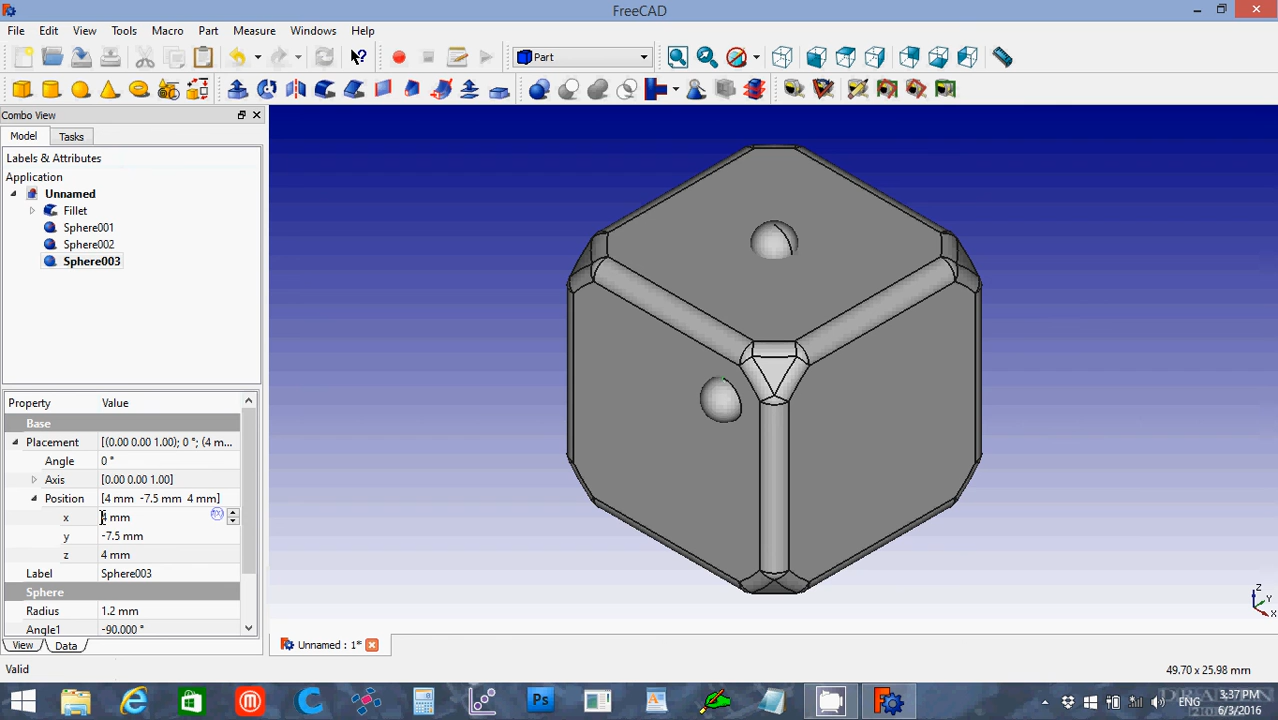 FreeCAD
File Edit View Tools Macro Part Measure Windows Help
Part
Combo View
Model Tasks
Labels & Attributes
Application
Unnamed
Fillet
Sphere001
Sphere002
Sphere003
Property Value
Base
Placement [(0.00 0.00 1.00); 0 °; (4 m...
Angle 0 °
Axis [0.00 0.00 1.00]
Position [4 mm -7.5 mm 4 mm]
x 4 mm
y -7.5 mm
z 4 mm
Label Sphere003
Sphere
Radius 1.2 mm
Angle1 -90.000 °
View Data
Unnamed : 1*
Z
Y
X
Valid
49.70 x 25.98 mm
Ps
ENG
3:37 PM
6/3/2016